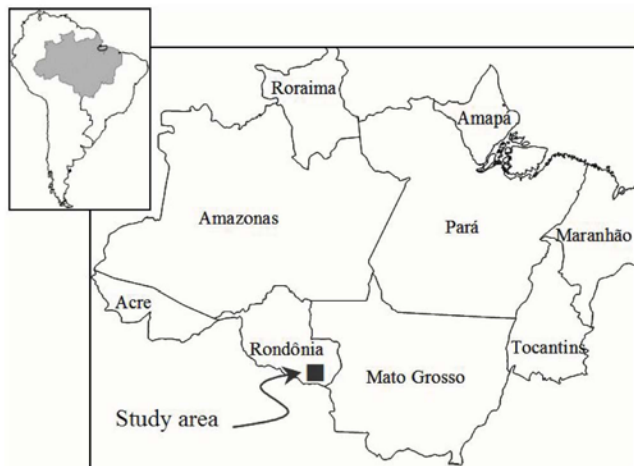 Roraima
Amapá
Amazonas
Pará
Maranhão
Acre
Rondônia
Tocantins
Mato Grosso
Study area